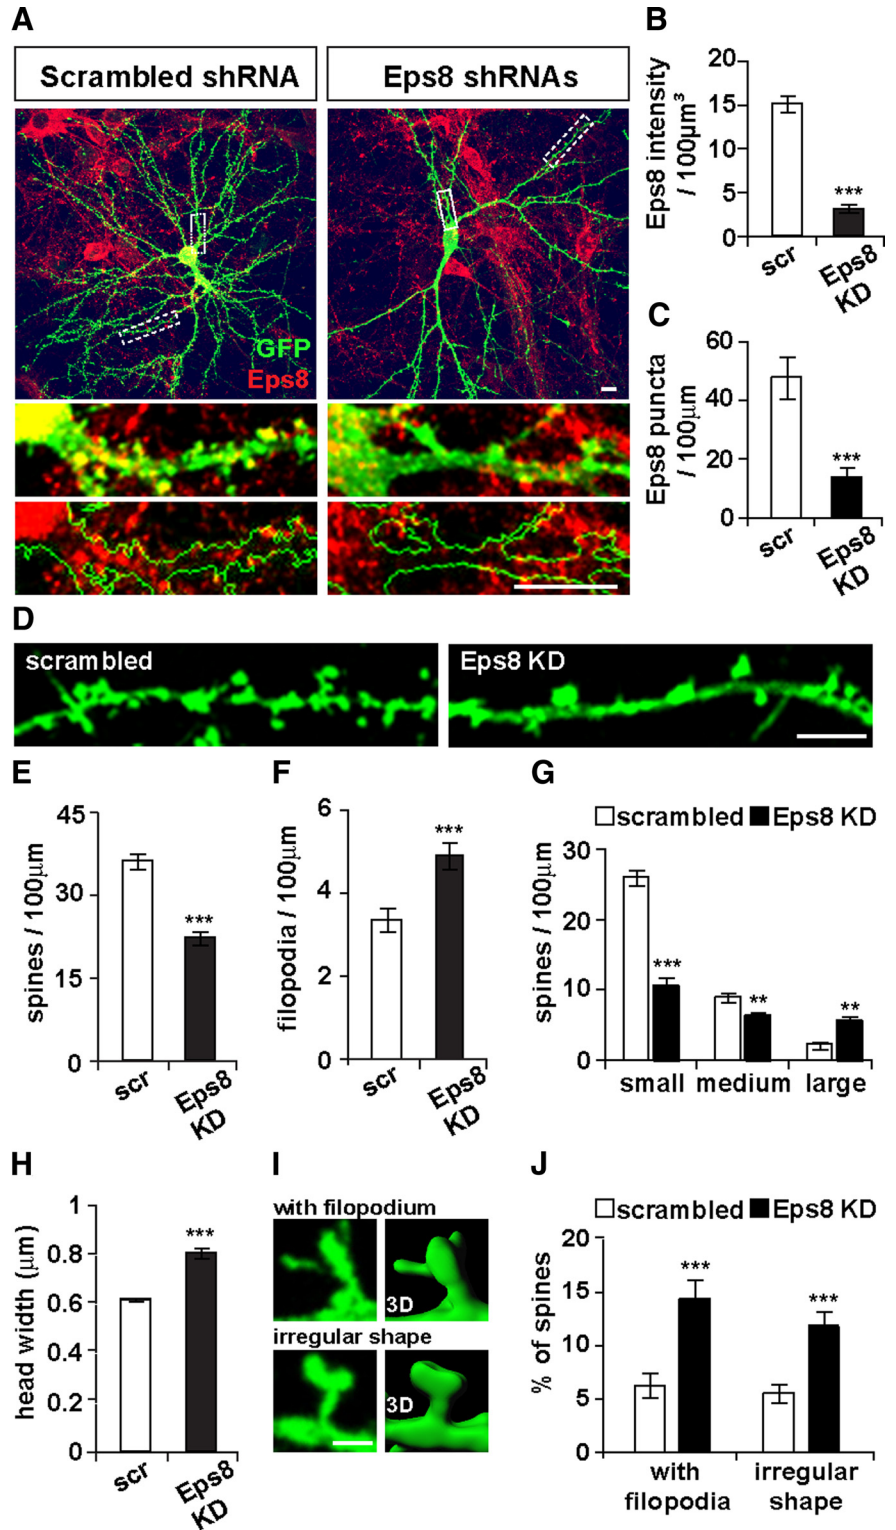 A
Scrambled shRNA
Eps8 shRNAs
GFP
Eps8
B
Eps8 intensity
/ 100µm³
20
15
10
5
0
***
scr
Eps8
KD
C
Eps8 puncta
/ 100µm
60
40
20
0
***
scr
Eps8
KD
D
scrambled
Eps8 KD
E
spines / 100µm
45
30
15
0
***
scr
Eps8
KD
F
filopodia / 100µm
6
4
2
0
***
scr
Eps8
KD
G
scrambled Eps8 KD
spines / 100µm
30
20
10
0
***
**
**
small medium large
H
head width (µm)
1
0.8
0.6
0.4
0.2
0
***
scr
Eps8
KD
I
with filopodium
3D
irregular shape
3D
J
scrambled Eps8 KD
% of spines
20
15
10
5
0
***
***
with
filopodia
irregular
shape